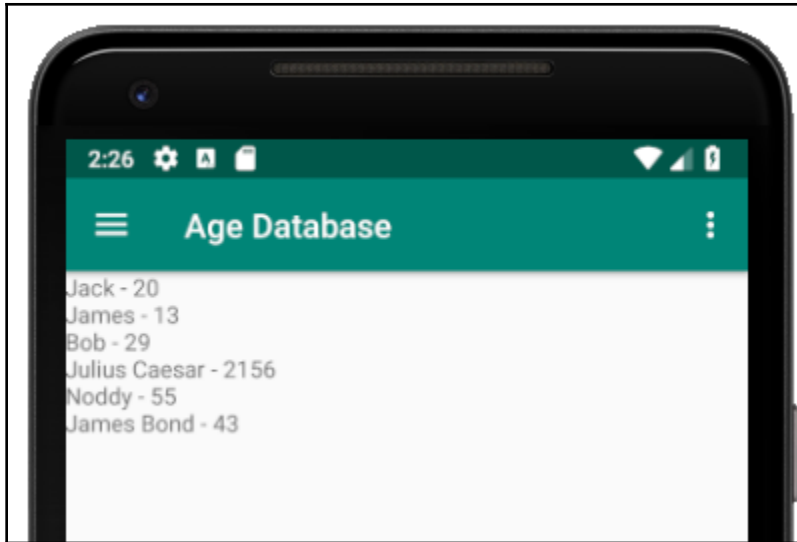 2:26
Age Database
Jack - 20
James - 13
Bob - 29
Julius Caesar - 2156
Noddy - 55
James Bond - 43